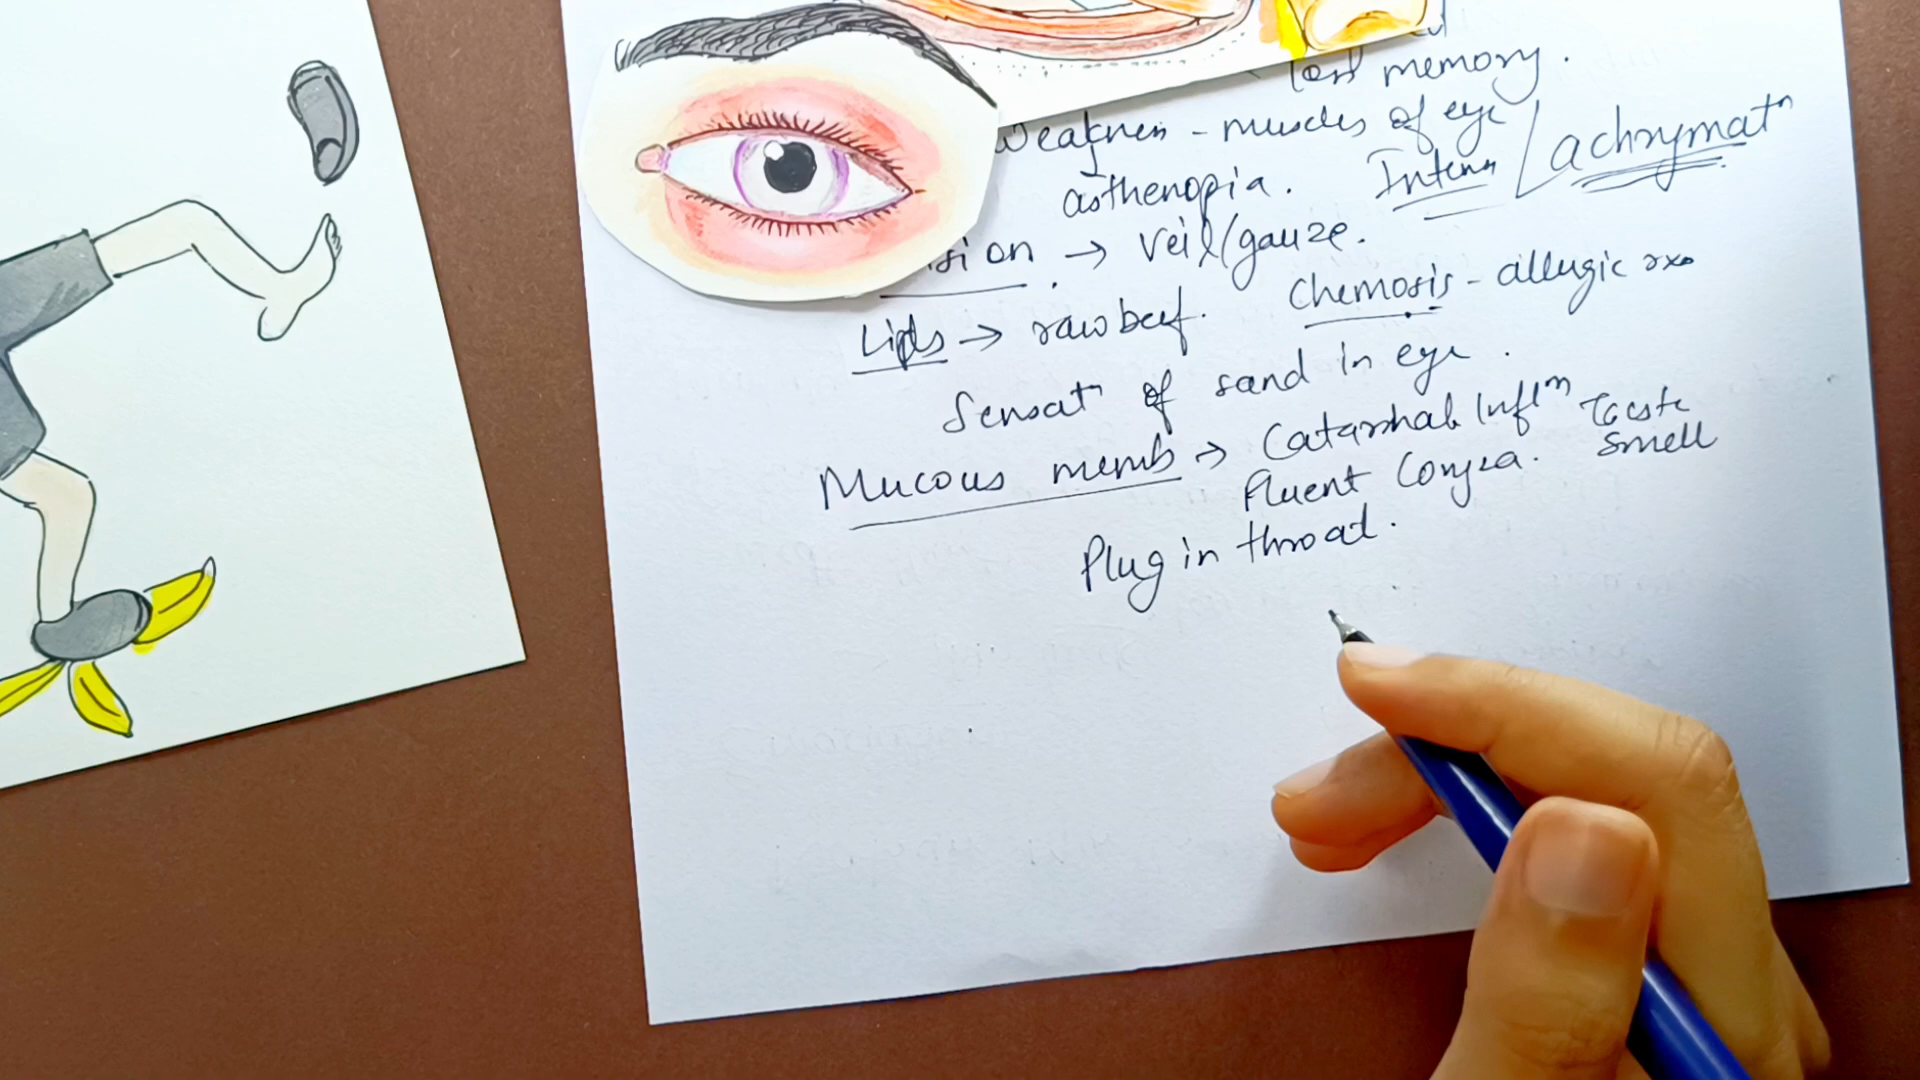 lost memory.
Weakness - muscles of eye
asthenopia. Intense Lachrymatⁿ
ision → Veil/gauze.
Lids → raw beef. Chemosis - allergic rxn
Sensatⁿ of sand in eye.
Mucous memb → Catarrhal Inflᵐ Taste
Fluent Coryza. Smell
Plug in throat.